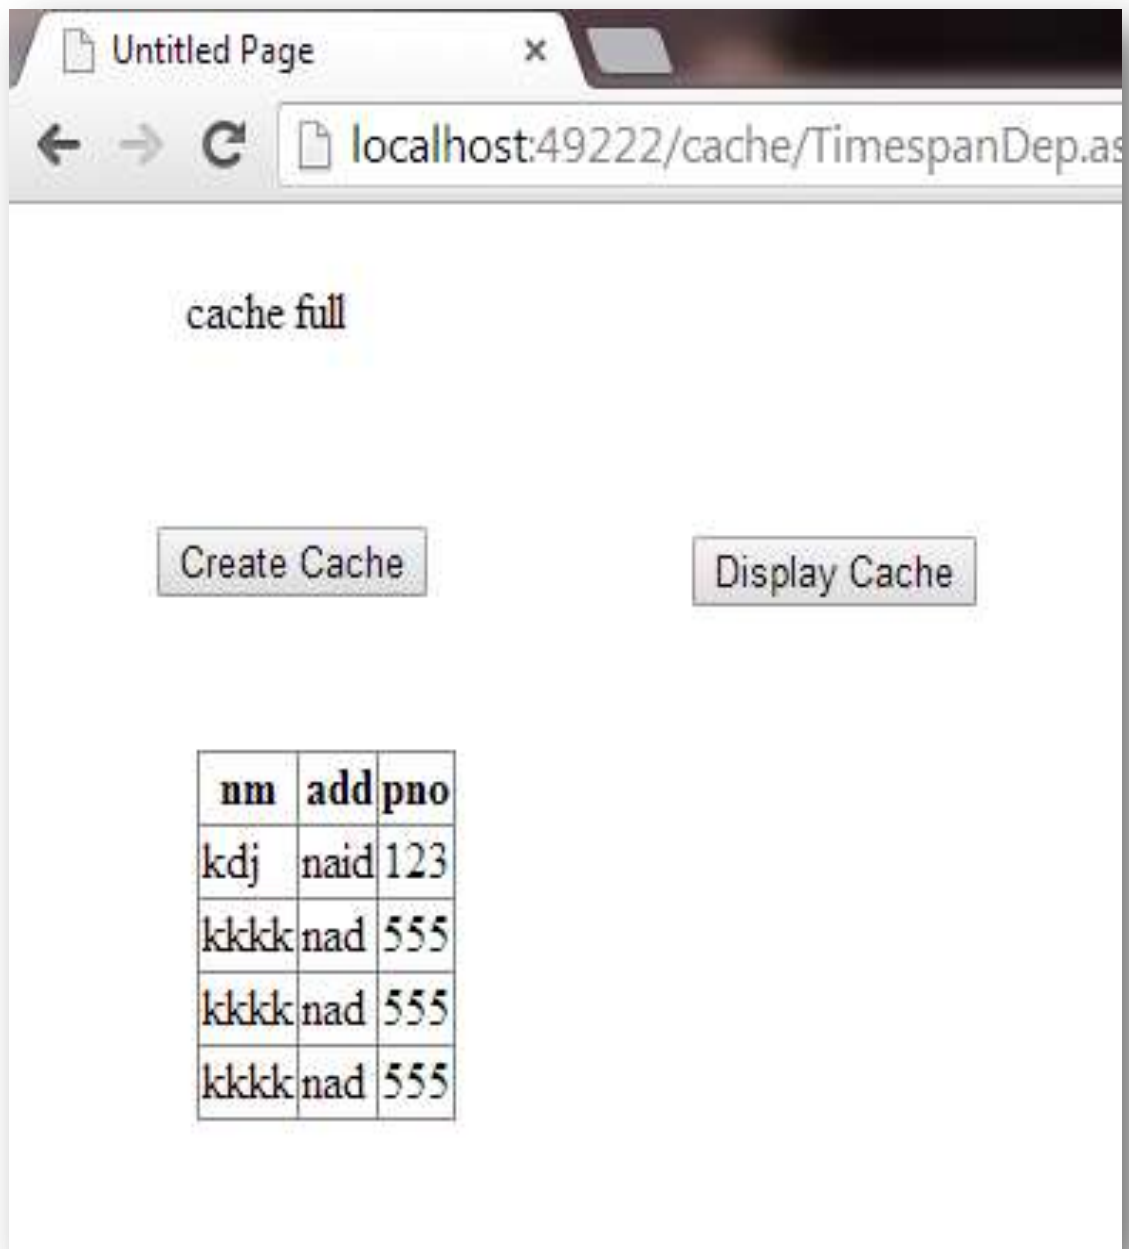 Untitled Page
localhost:49222/cache/TimespanDep.as
cache full
Create Cache
Display Cache
nm add pno
kdj naid 123
kkkk nad 555
kkkk nad 555
kkkk nad 555